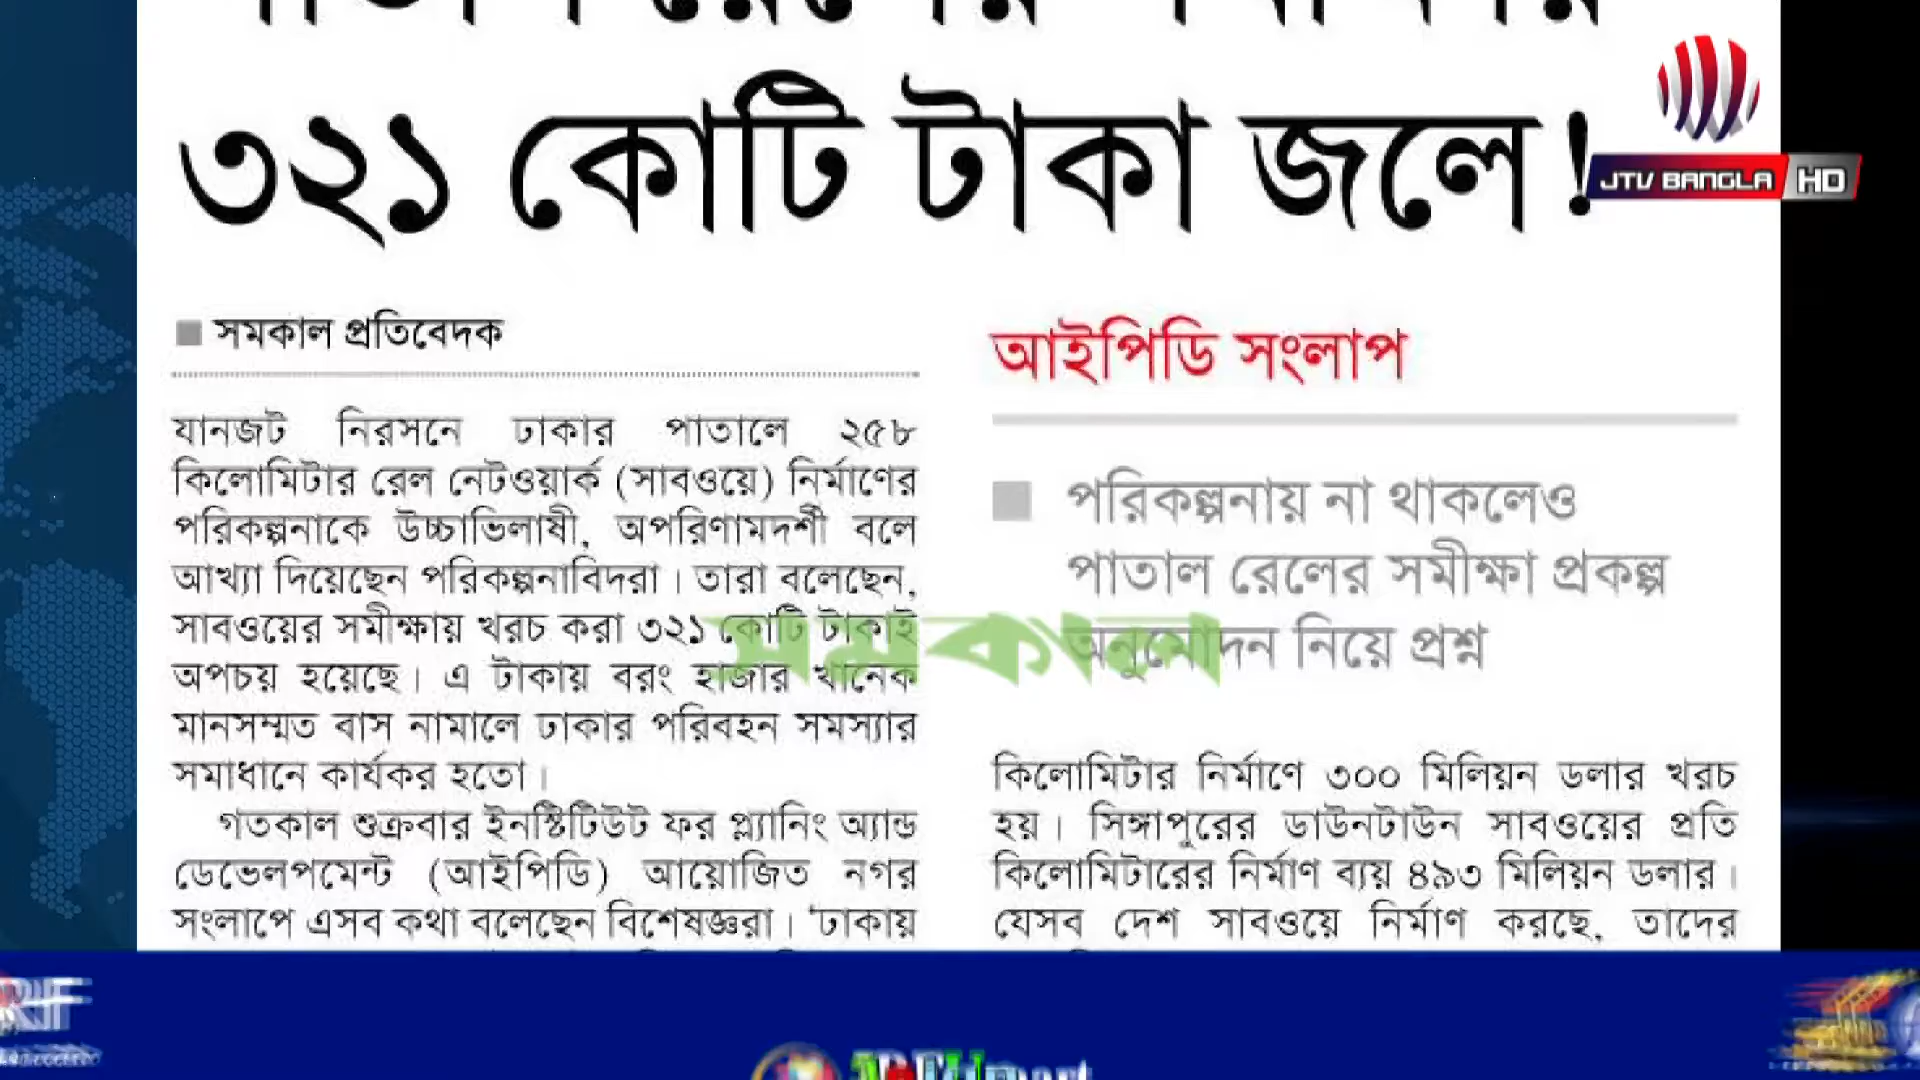 ৩২১ কোটি টাকা জলে!
JTV BANGLA HD
সমকাল প্রতিবেদক
যানজট নিরসনে ঢাকার পাতালে ২৫৮
কিলোমিটার রেল নেটওয়ার্ক (সাবওয়ে) নির্মাণের
পরিকল্পনাকে উচ্চাভিলাষী, অপরিণামদর্শী বলে
আখ্যা দিয়েছেন পরিকল্পনাবিদরা। তারা বলেছেন,
সাবওয়ের সমীক্ষায় খরচ করা ৩২১ কোটি টাকাই
অপচয় হয়েছে। এ টাকায় বরং হাজার খানেক
মানসম্মত বাস নামালে ঢাকার পরিবহন সমস্যার
সমাধানে কার্যকর হতো।
গতকাল শুক্রবার ইনস্টিটিউট ফর প্ল্যানিং অ্যান্ড
ডেভেলপমেন্ট (আইপিডি) আয়োজিত নগর
সংলাপে এসব কথা বলেছেন বিশেষজ্ঞরা। 'ঢাকায়
আইপিডি সংলাপ
পরিকল্পনায় না থাকলেও
পাতাল রেলের সমীক্ষা প্রকল্প
অনুমোদন নিয়ে প্রশ্ন
সমকাল
কিলোমিটার নির্মাণে ৩০০ মিলিয়ন ডলার খরচ
হয়। সিঙ্গাপুরের ডাউনটাউন সাবওয়ের প্রতি
কিলোমিটারের নির্মাণ ব্যয় ৪৯৩ মিলিয়ন ডলার।
যেসব দেশ সাবওয়ে নির্মাণ করছে, তাদের